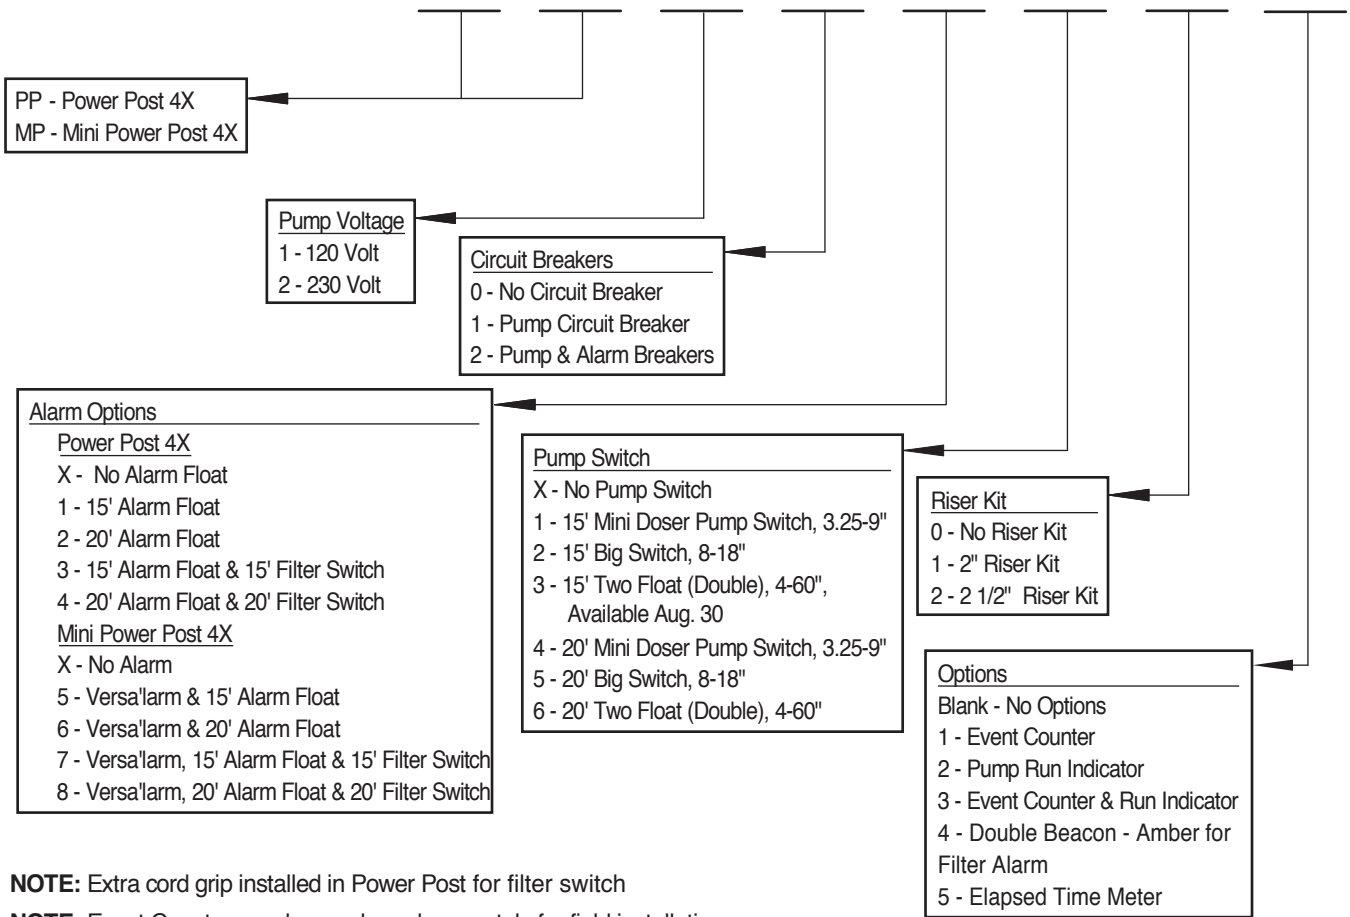 PP - Power Post 4X
MP - Mini Power Post 4X
Pump Voltage
1 - 120 Volt
2 - 230 Volt
Circuit Breakers
0 - No Circuit Breaker
1 - Pump Circuit Breaker
2 - Pump & Alarm Breakers
Alarm Options
Power Post 4X
X - No Alarm Float
1 - 15' Alarm Float
2 - 20' Alarm Float
3 - 15' Alarm Float & 15' Filter Switch
4 - 20' Alarm Float & 20' Filter Switch
Mini Power Post 4X
X - No Alarm
5 - Versa'larm & 15' Alarm Float
6 - Versa'larm & 20' Alarm Float
7 - Versa'larm, 15' Alarm Float & 15' Filter Switch
8 - Versa'larm, 20' Alarm Float & 20' Filter Switch
Pump Switch
X - No Pump Switch
1 - 15' Mini Doser Pump Switch, 3.25-9"
2 - 15' Big Switch, 8-18"
3 - 15' Two Float (Double), 4-60",
Available Aug. 30
4 - 20' Mini Doser Pump Switch, 3.25-9"
5 - 20' Big Switch, 8-18"
6 - 20' Two Float (Double), 4-60"
Riser Kit
0 - No Riser Kit
1 - 2" Riser Kit
2 - 2 1/2" Riser Kit
Options
Blank - No Options
1 - Event Counter
2 - Pump Run Indicator
3 - Event Counter & Run Indicator
4 - Double Beacon - Amber for
Filter Alarm
5 - Elapsed Time Meter
NOTE: Extra cord grip installed in Power Post for filter switch